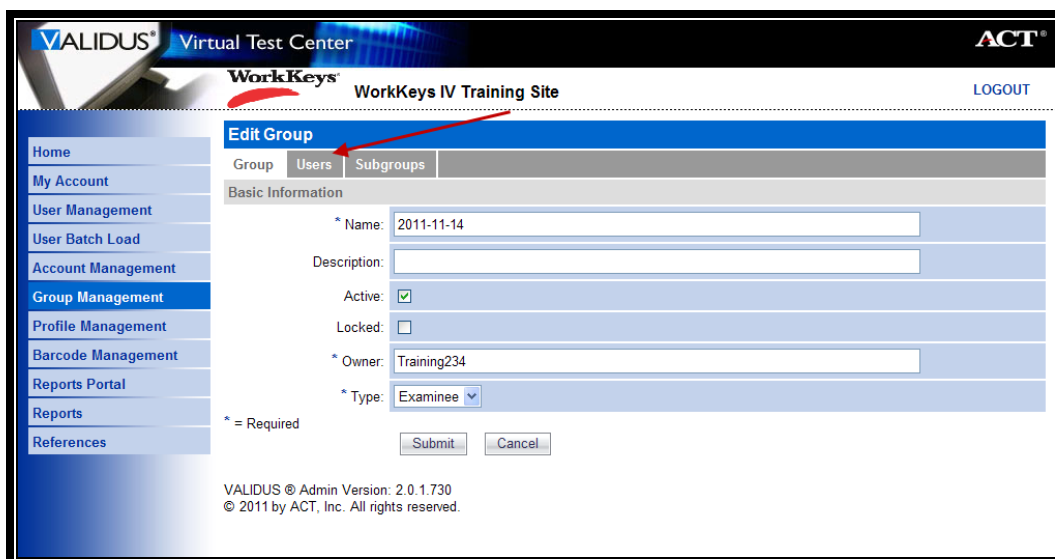 VALIDUS® Virtual Test Center
ACT®
WorkKeys®
WorkKeys IV Training Site
LOGOUT
Home
My Account
User Management
User Batch Load
Account Management
Group Management
Profile Management
Barcode Management
Reports Portal
Reports
References
Edit Group
Group Users Subgroups
Basic Information
* Name: 2011-11-14
Description:
Active:
Locked:
* Owner: Training234
* Type: Examinee
* = Required
Submit Cancel
VALIDUS ® Admin Version: 2.0.1.730
© 2011 by ACT, Inc. All rights reserved.